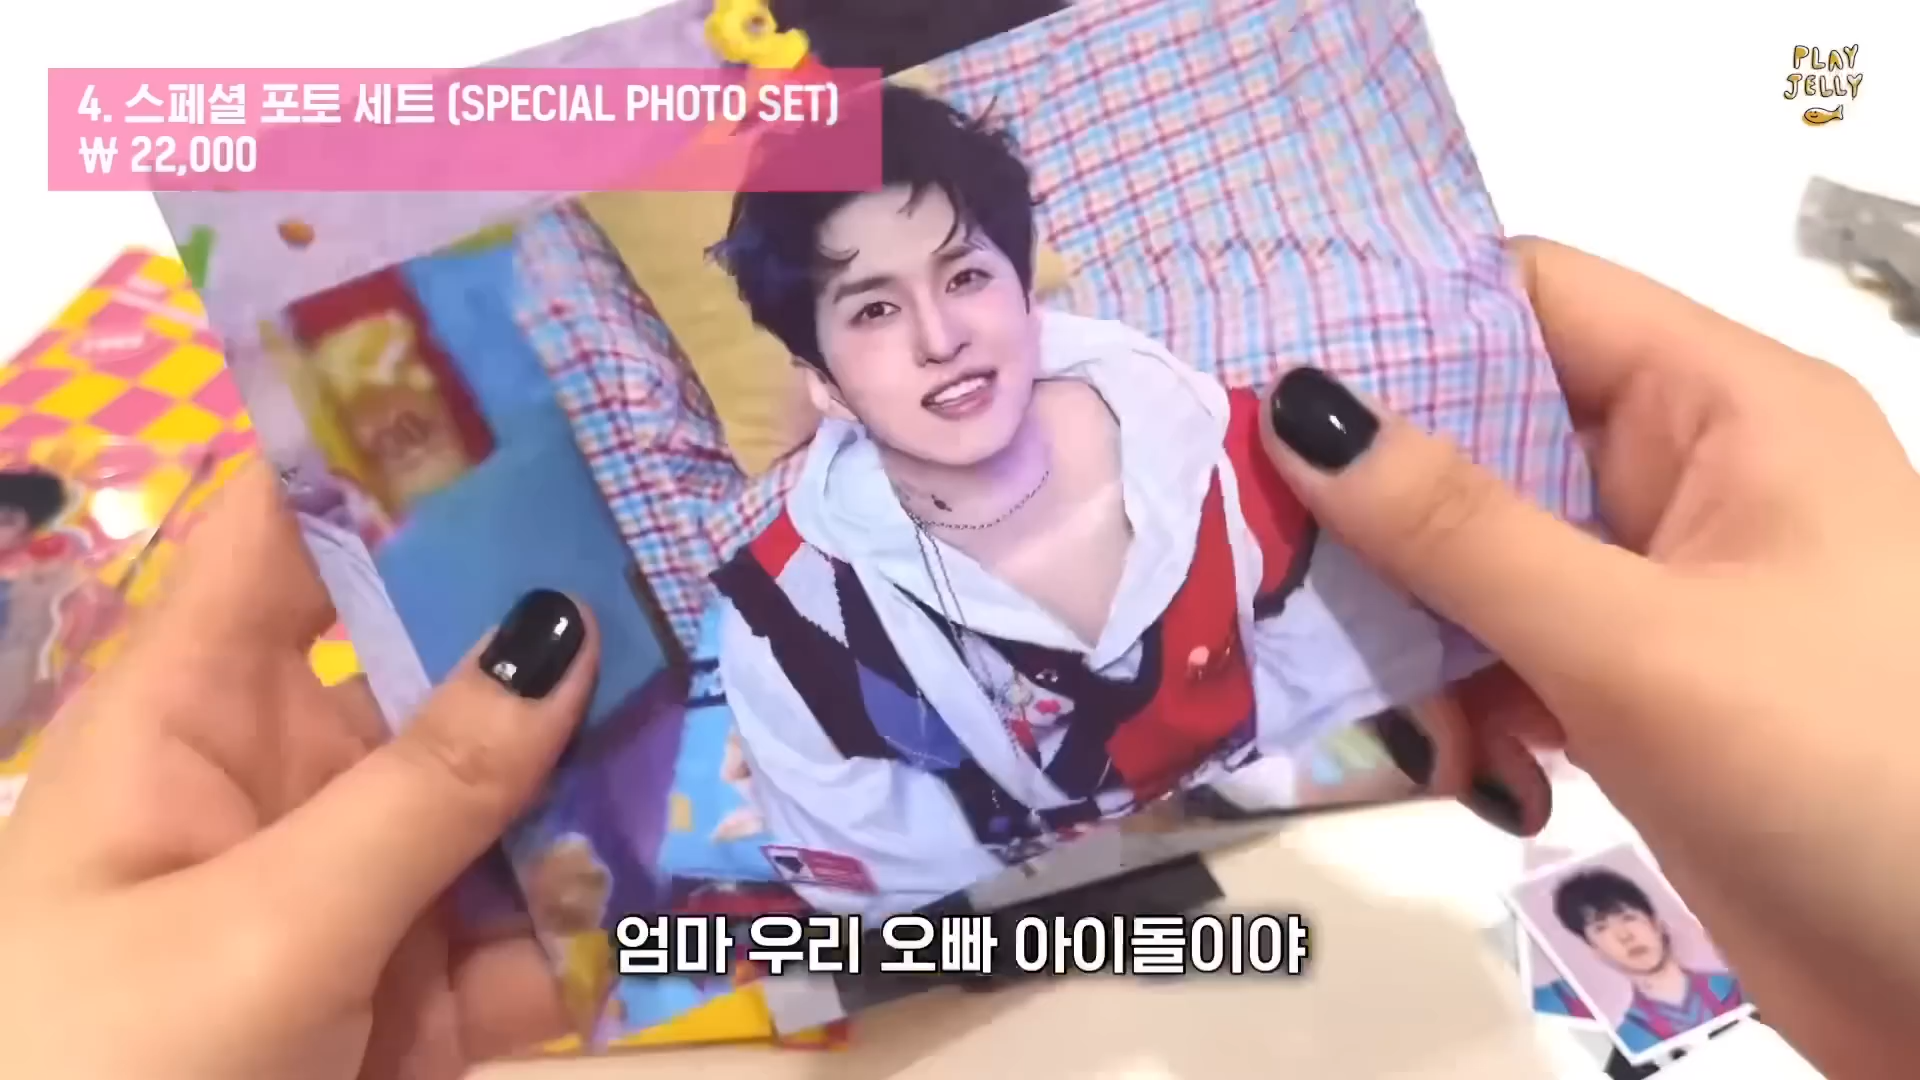 4. 스페셜 포토 세트 (SPECIAL PHOTO SET)
₩ 22,000
PLAY
JELLY
엄마 우리 오빠 아이돌이야